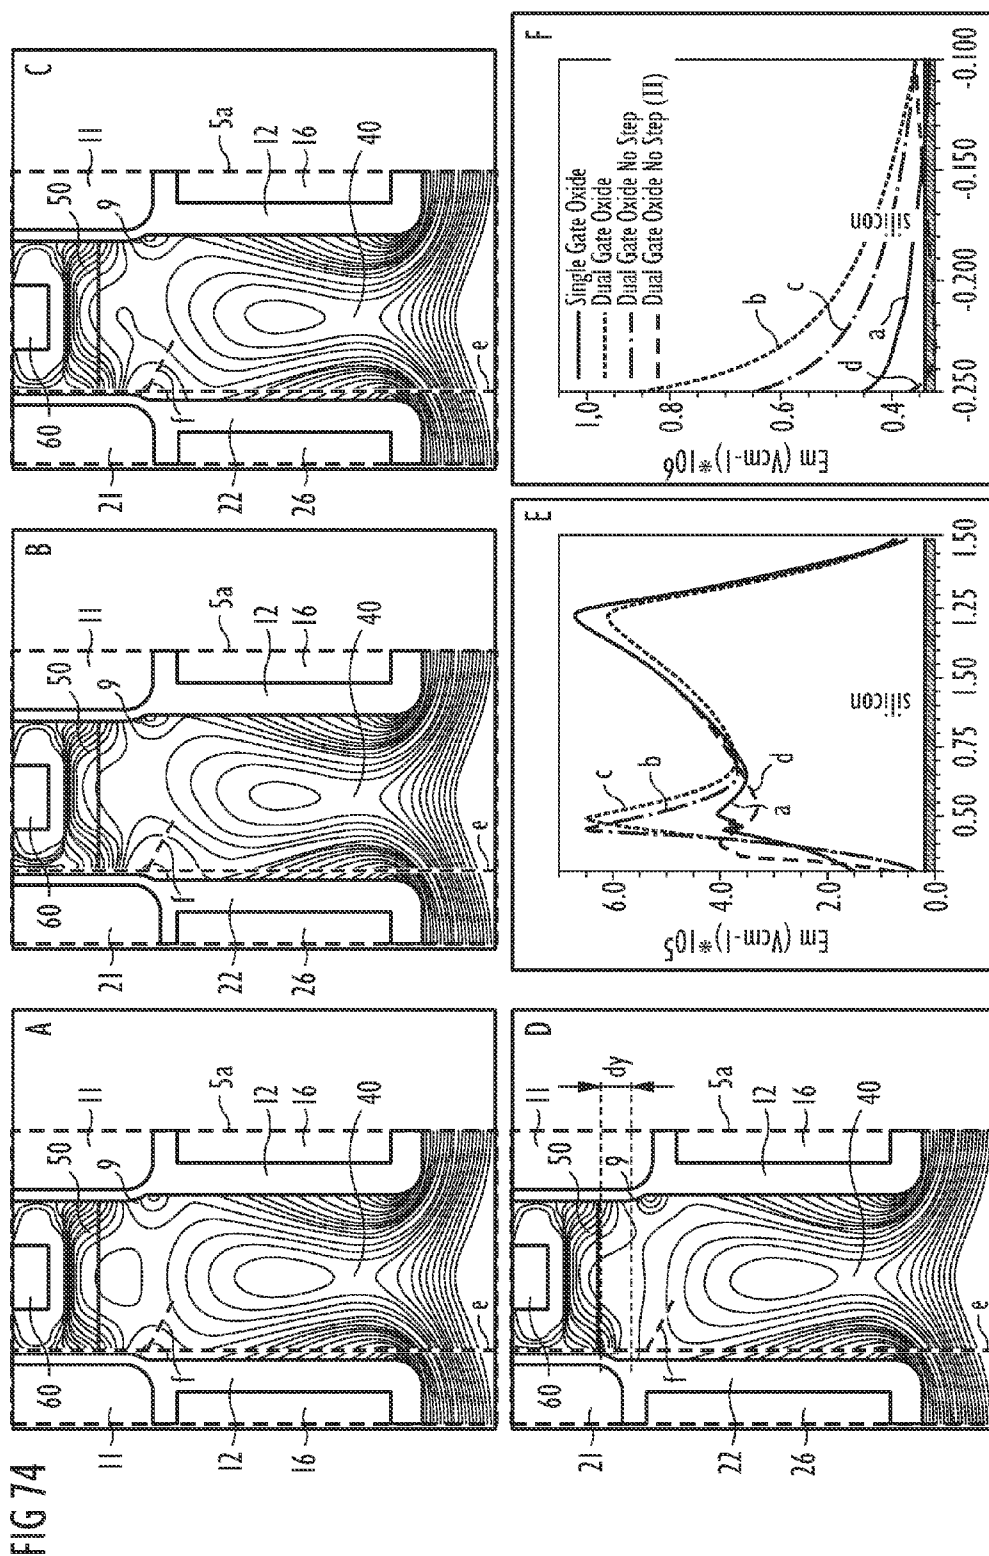 FIG 74
A
60
50
11
9
11
5a
12
12
16
f
16
40
e
B
60
50
11
9
21
5a
12
22
16
f
26
40
e
C
60
50
11
9
21
5a
12
22
16
f
26
40
e
D
60
50
11
dy
9
21
5a
12
22
16
f
26
40
e
E
Em (Vcm-1)*10⁵
6.0
4.0
2.0
0.0
c
b
a
d
silicon
0.50
0.75
1.50
1.25
1.50
F
Em (Vcm-1)*10⁶
1,0
0.8
0.6
0.4
Single Gate Oxide
Dual Gate Oxide
Dual Gate Oxide No Step
Dual Gate Oxide No Step (II)
b
c
a
d
silicon
-0.250
-0.200
-0.150
-0.100